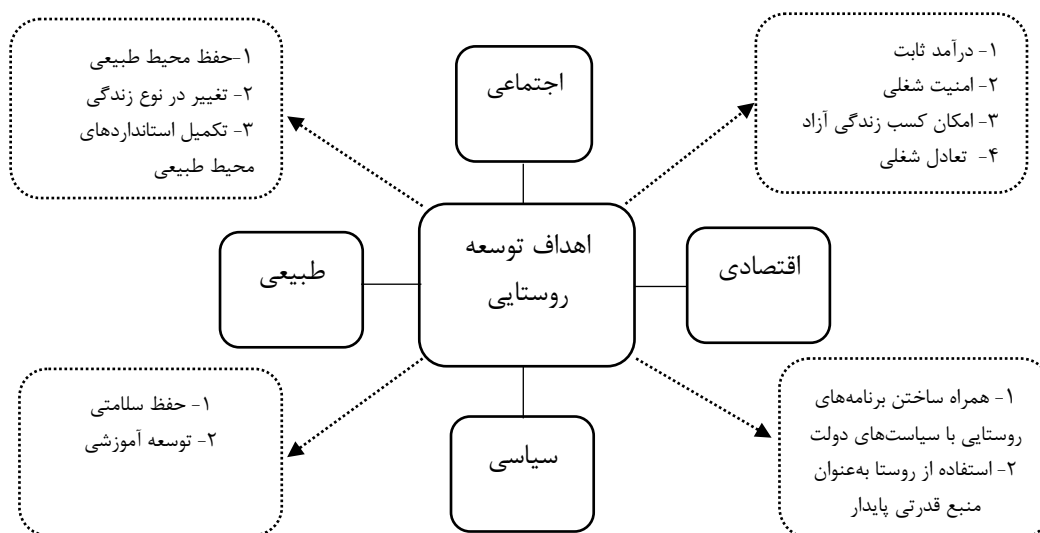 ۱- درآمد ثابت
۲- امنیت شغلی
۳- امکان کسب زندگی آزاد
۴- تعادل شغلی
اجتماعی
۱-حفظ محیط طبیعی
۲- تغییر در نوع زندگی
۳- تکمیل استانداردهای
محیط طبیعی
اقتصادی
اهداف توسعه
روستایی
طبیعی
۱- همراه ساختن برنامه‌های
روستایی با سیاست‌های دولت
۲- استفاده از روستا به‌عنوان
منبع قدرتی پایدار
سیاسی
۱- حفظ سلامتی
۲- توسعه آموزشی